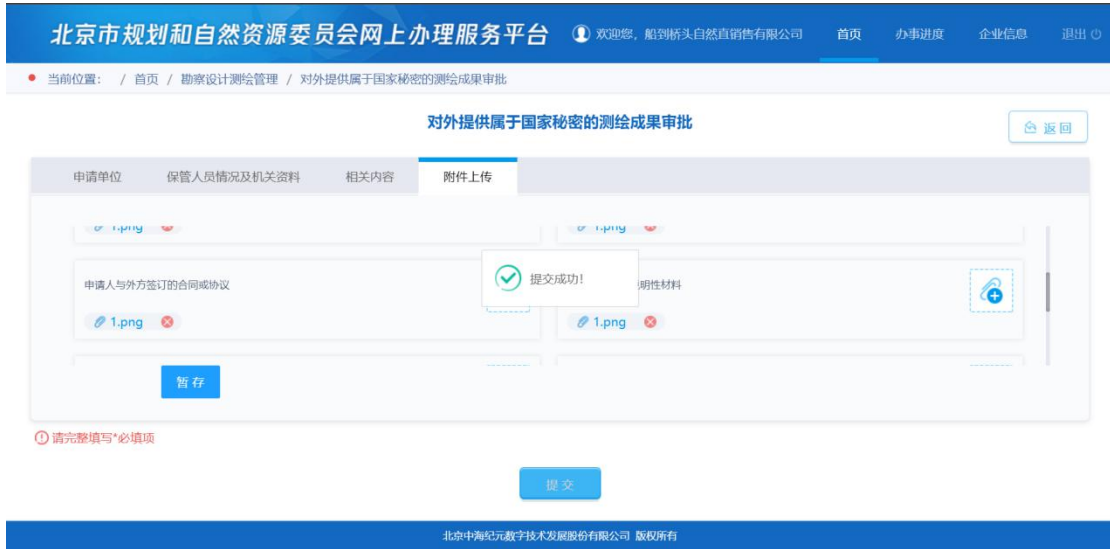 北京市规划和自然资源委员会网上办理服务平台 欢迎您，船到桥头自然直销售有限公司 首页 办事进度 企业信息 退出
当前位置： / 首页 / 勘察设计测绘管理 / 对外提供属于国家秘密的测绘成果审批
对外提供属于国家秘密的测绘成果审批
返回
申请单位 保管人员情况及机关资料 相关内容 附件上传
1.png 1.png
提交成功!
申请人与外方签订的合同或协议 明性材料
1.png 1.png
暂存
请完整填写*必填项
提交
北京中海纪元数字技术发展股份有限公司 版权所有